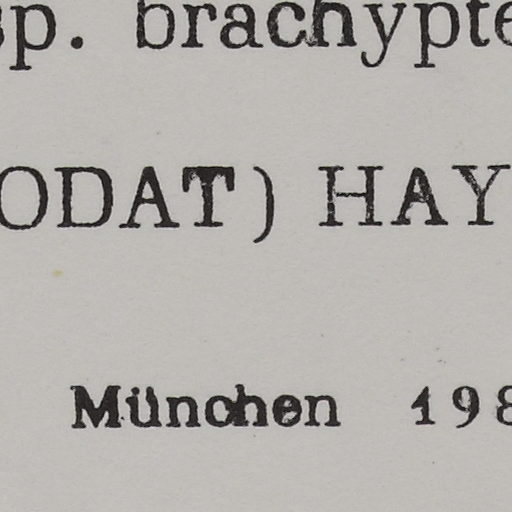 sp. brachypte
ODAT) HAY
München 198